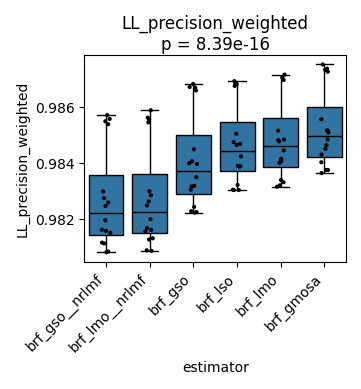 LL_precision_weighted
p = 8.39e-16
LL_precision_weighted
0.986
0.984
0.982
brf_gso__nrlmf
brf_lmo__nrlmf
brf_gso
brf_lso
brf_lmo
brf_gmosa
estimator